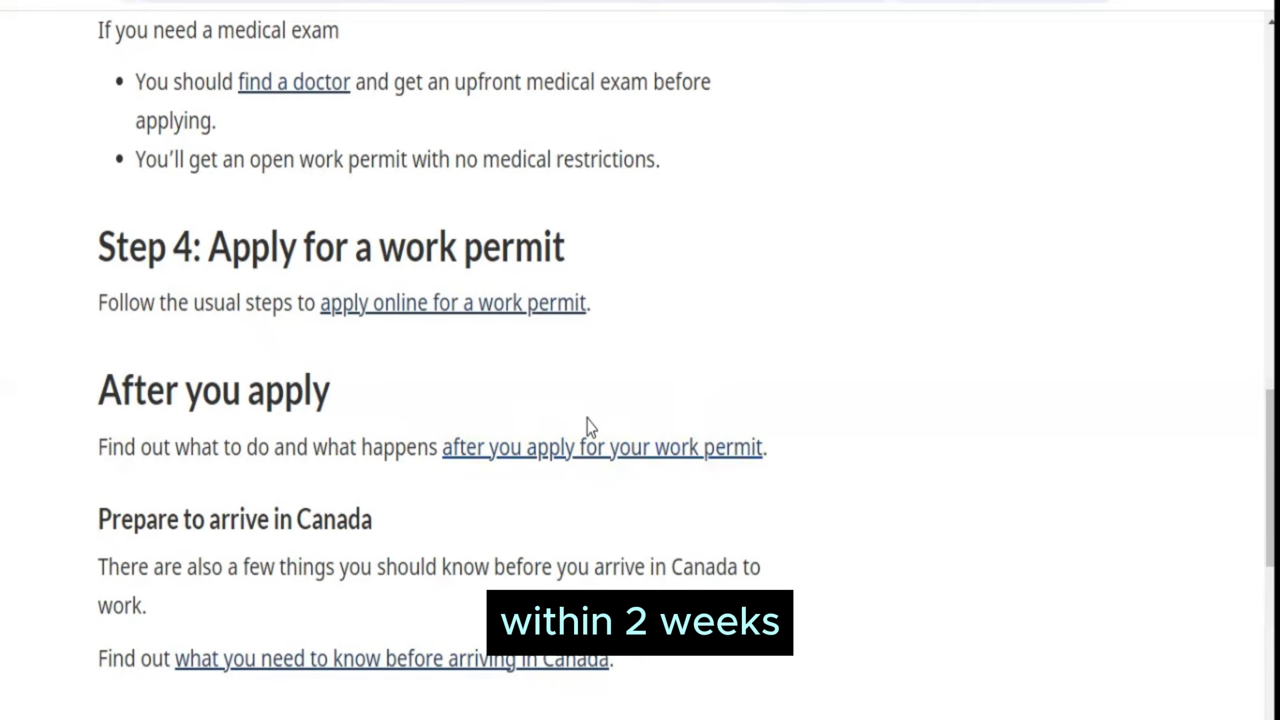 If you need a medical exam
• You should find a doctor and get an upfront medical exam before
applying.
• You’ll get an open work permit with no medical restrictions.
Step 4: Apply for a work permit
Follow the usual steps to apply online for a work permit.
After you apply
Find out what to do and what happens after you apply for your work permit.
Prepare to arrive in Canada
There are also a few things you should know before you arrive in Canada to
work.
within 2 weeks
Find out what you need to know before arriving in Canada.